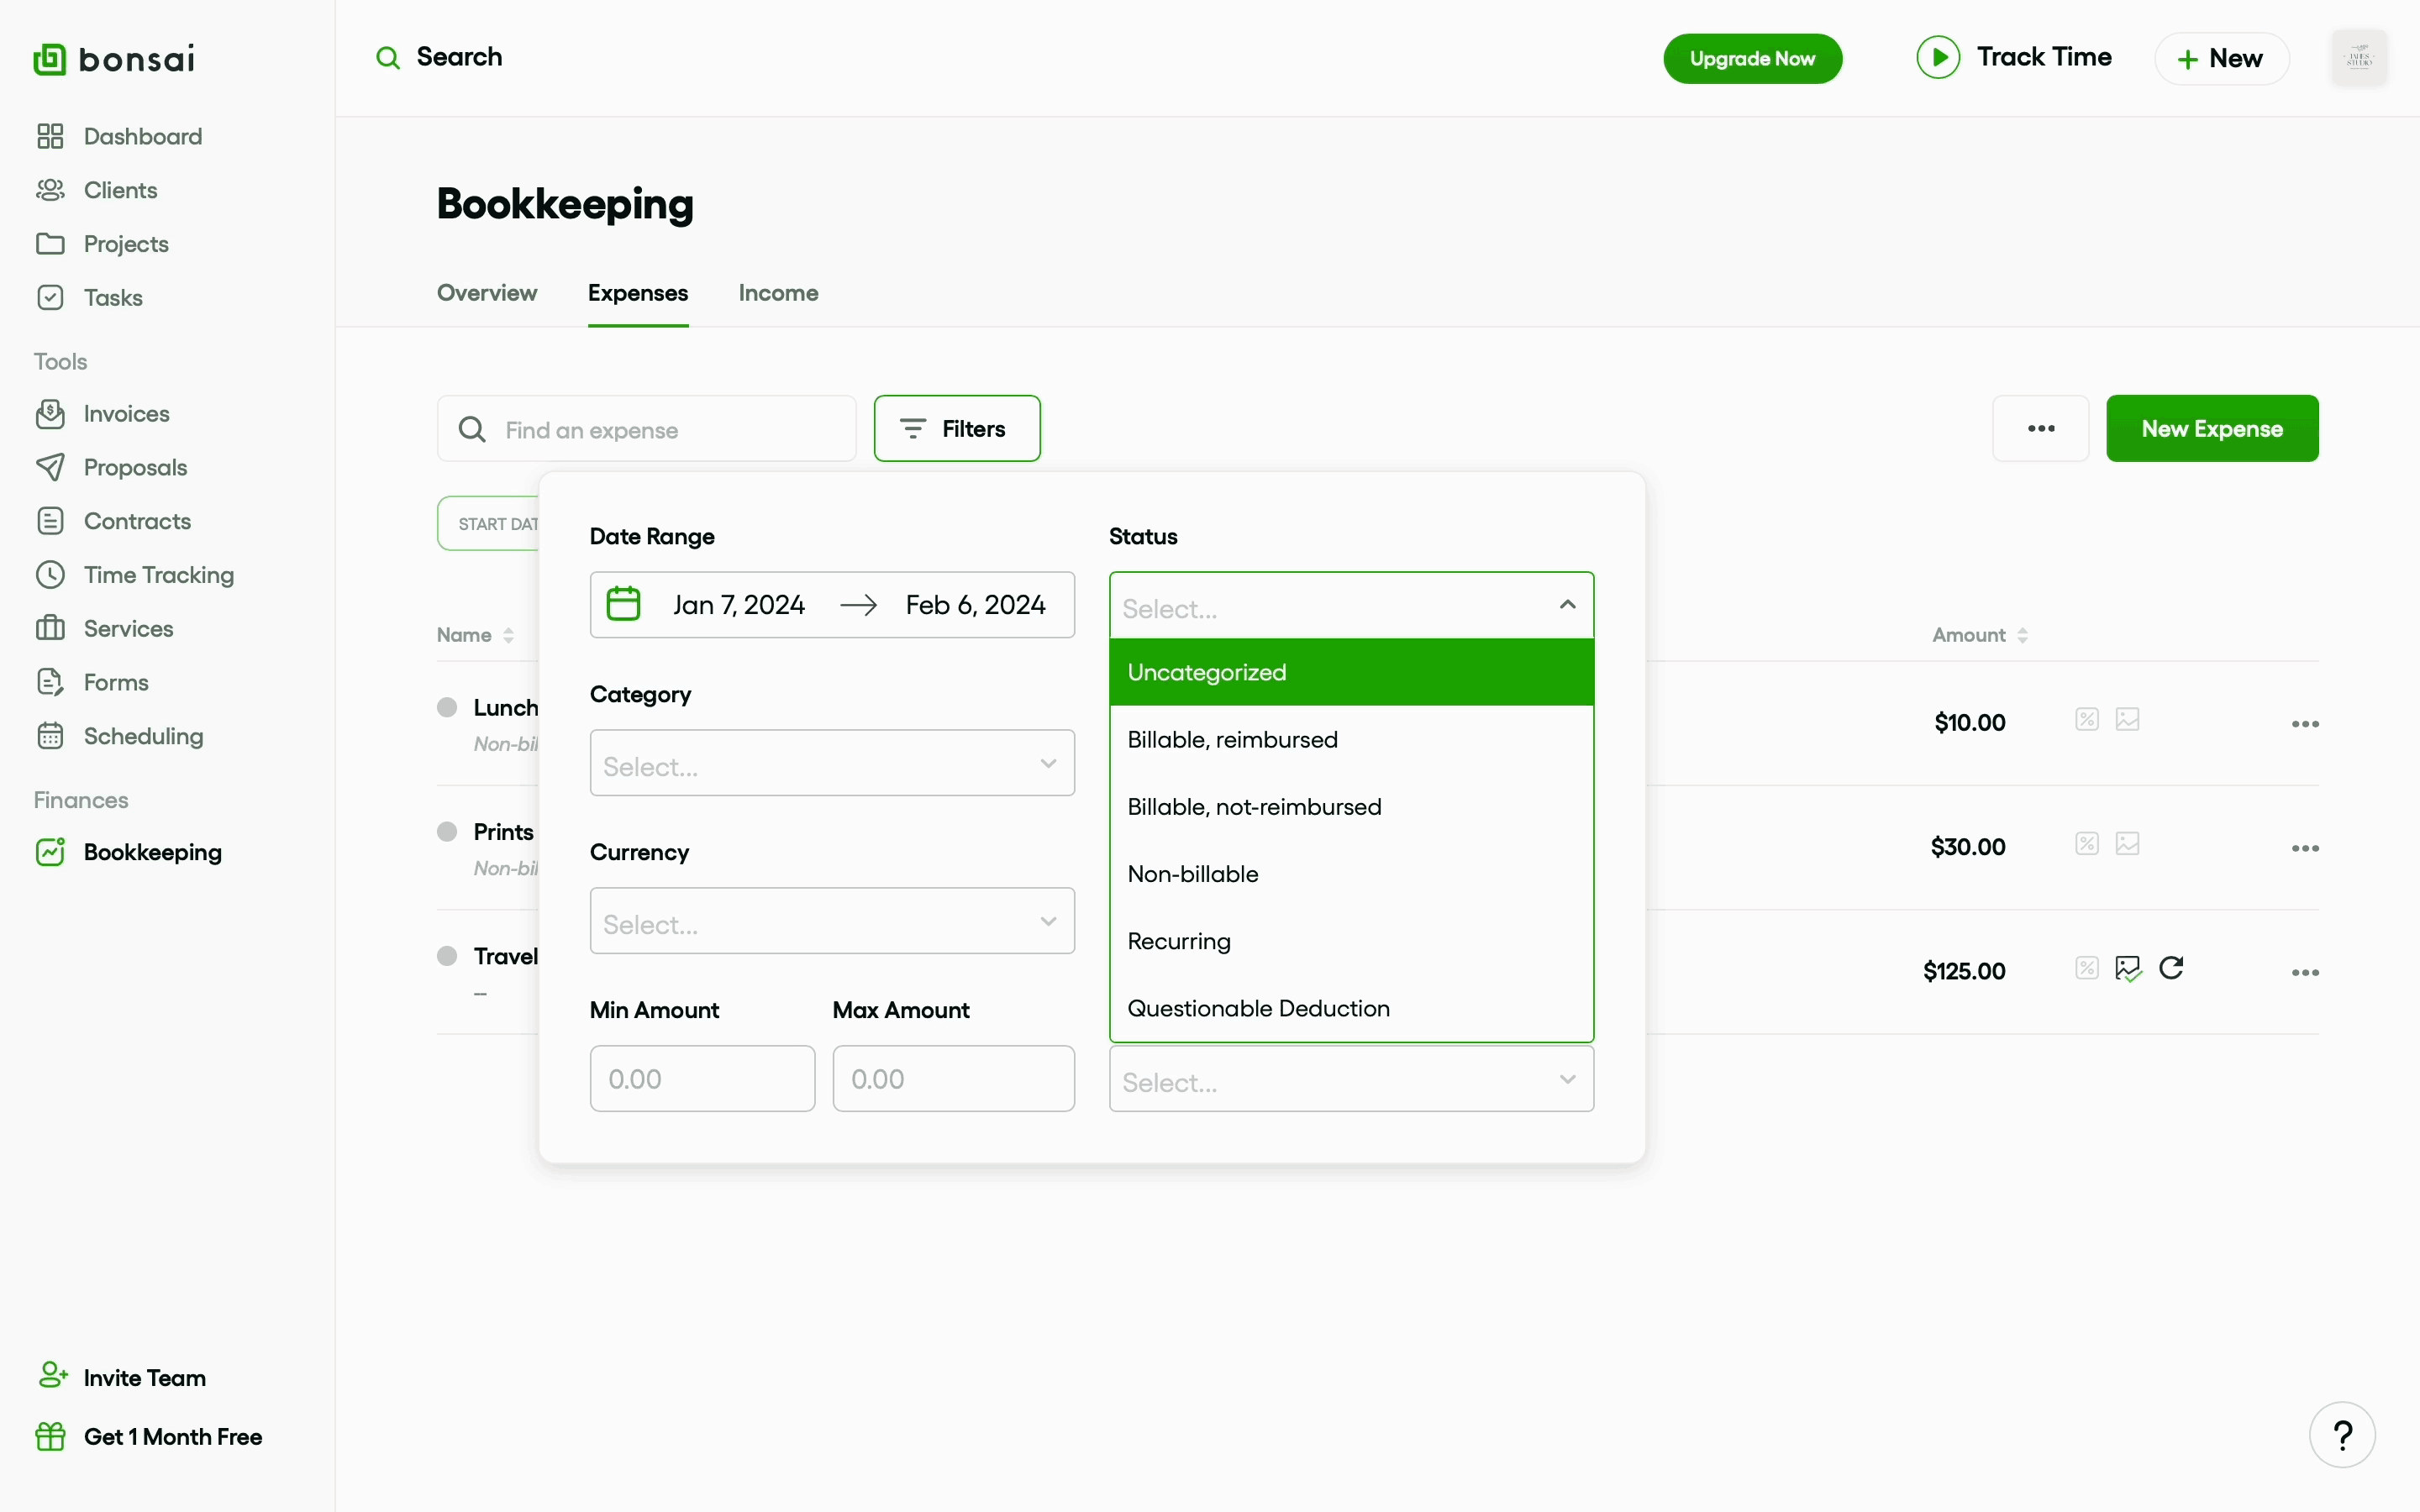 bonsai
Search
Upgrade Now
Track Time
+ New
Dashboard
Clients
Projects
Tasks
Tools
Invoices
Proposals
Contracts
Time Tracking
Services
Forms
Scheduling
Finances
Bookkeeping
Invite Team
Get 1 Month Free
Bookkeeping
Overview
Expenses
Income
Find an expense
Filters
New Expense
START DAT
Name
Amount
Lunch
Non-bil
$10.00
Prints
Non-bil
$30.00
Travel
–
$125.00
Date Range
Jan 7, 2024
Feb 6, 2024
Category
Select...
Currency
Select...
Min Amount
Max Amount
0.00
0.00
Status
Select...
Uncategorized
Billable, reimbursed
Billable, not-reimbursed
Non-billable
Recurring
Questionable Deduction
Select...
?